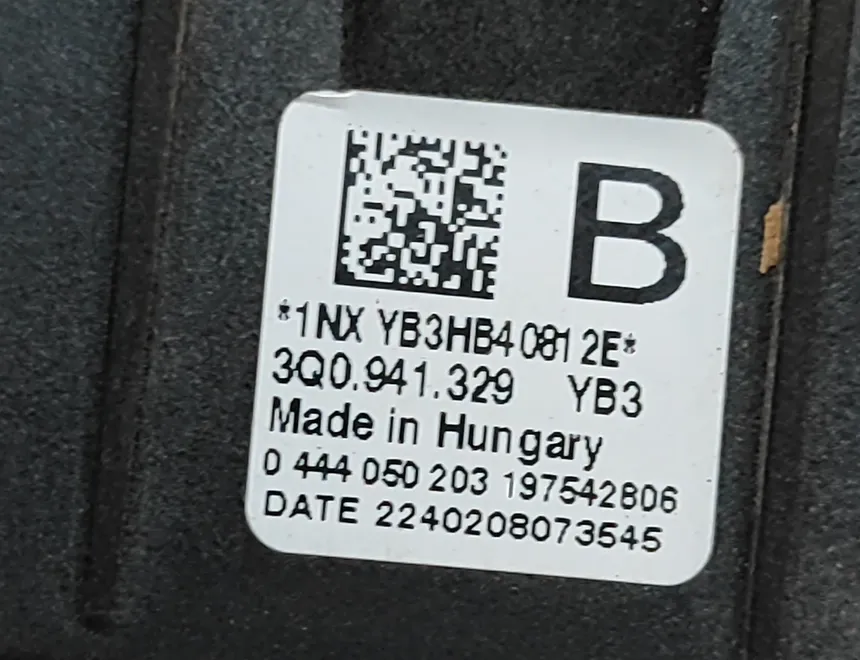 B
*1NX YB3HB40812E*
3Q0.941.329 YB3
Made in Hungary
0 444 050 203 197542806
DATE 2240208073545